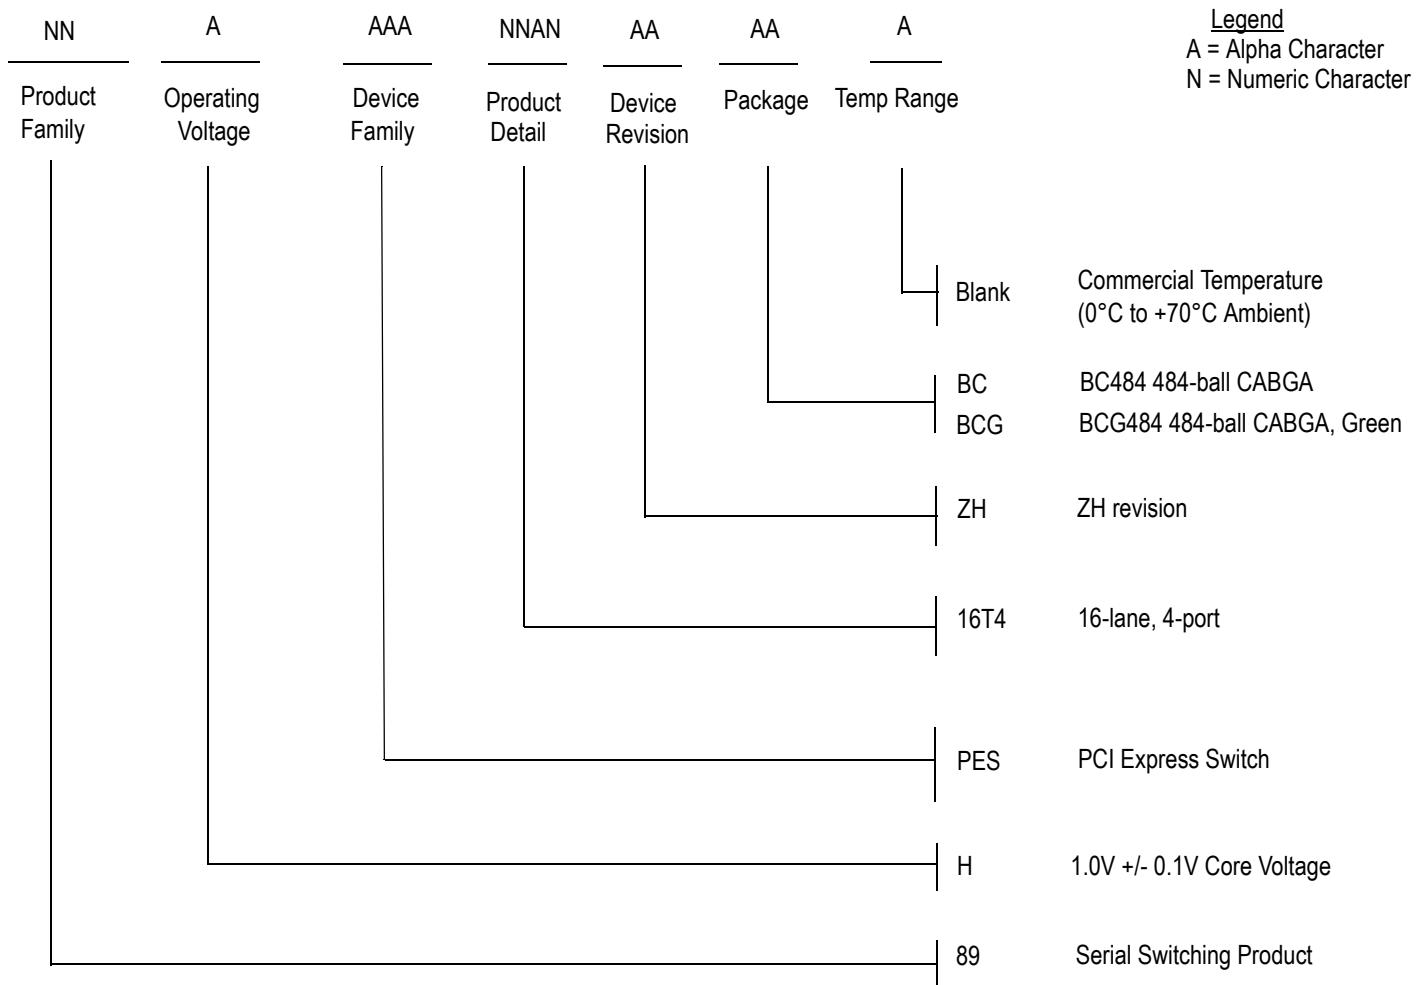 NN A AAA NNAN AA AA A
Legend
A = Alpha Character
N = Numeric Character
Product
Family
Operating
Voltage
Device
Family
Product
Detail
Device
Revision
Package
Temp Range
Blank Commercial Temperature
(0°C to +70°C Ambient)
BC BC484 484-ball CABGA
BCG BCG484 484-ball CABGA, Green
ZH ZH revision
16T4 16-lane, 4-port
PES PCI Express Switch
H 1.0V +/- 0.1V Core Voltage
89 Serial Switching Product